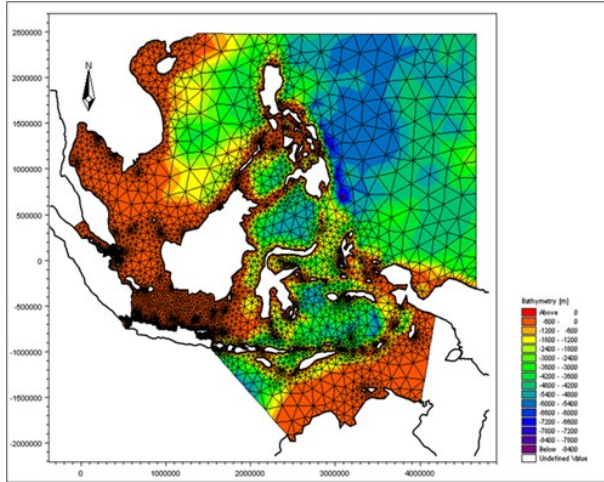 2500000
2000000
1500000
1000000
500000
0
-500000
-1000000
-1500000
-2000000
N
0 1000000 2000000 3000000 4000000
Bathymetry [m]
Above 0
-600 - 0
-1200 - -600
-1800 - -1200
-2400 - -1800
-3000 - -2400
-3600 - -3000
-4200 - -3600
-4800 - -4200
-5400 - -4800
-6000 - -5400
-6600 - -6000
-7200 - -6600
-7800 - -7200
-8400 - -7800
Below -8400
Undefined Value